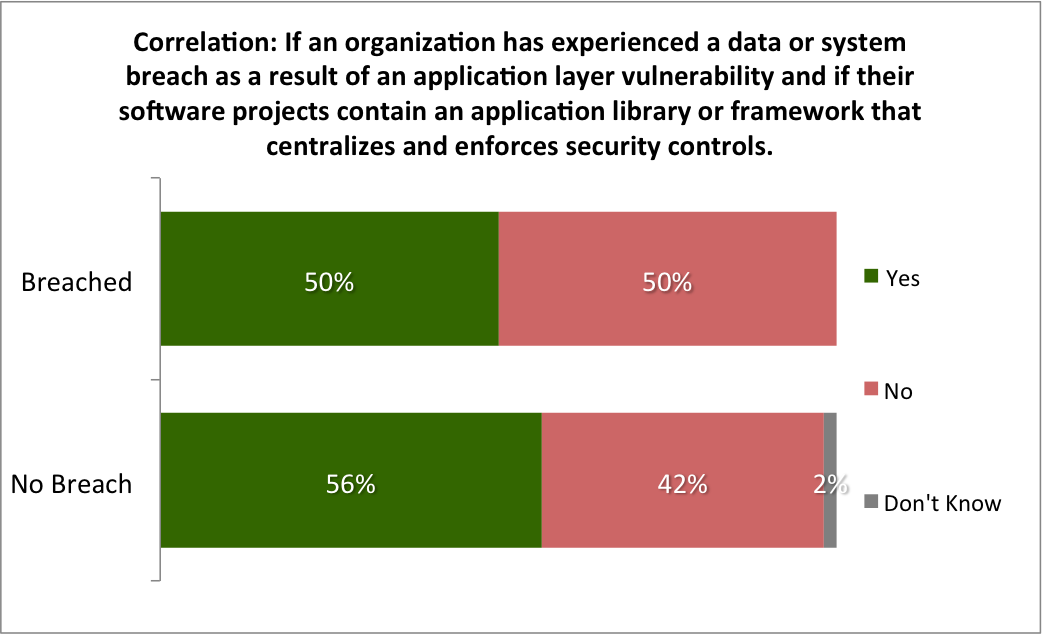 Correlation: If an organization has experienced a data or system
breach as a result of an application layer vulnerability and if their
software projects contain an application library or framework that
centralizes and enforces security controls.
Breached
50%
50%
Yes
No
No Breach
56%
42%
2%
Don't Know